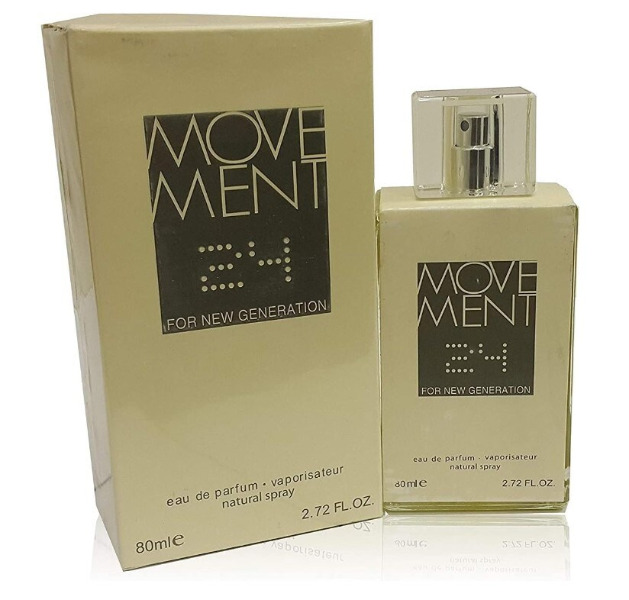 MOVE
MENT
24
FOR NEW GENERATION
eau de parfum • vaporisateur
natural spray
80ml e
2.72 FL.OZ.
MOVE
MENT
24
FOR NEW GENERATION
eau de parfum • vaporisateur
natural spray
80ml e
2.72 FL.OZ.